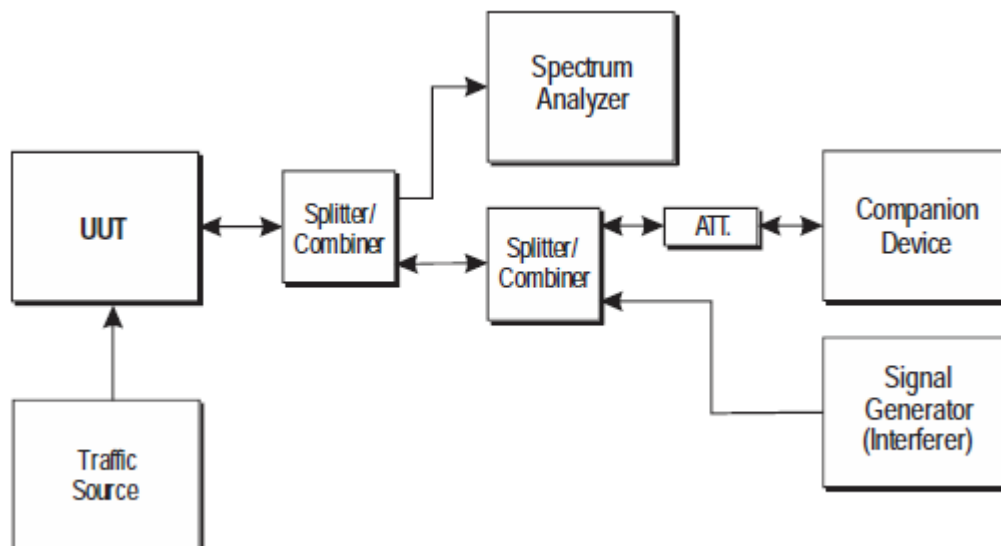 Spectrum
Analyzer
UUT
Splitter/
Combiner
Splitter/
Combiner
ATT.
Companion
Device
Signal
Generator
(Interferer)
Traffic
Source